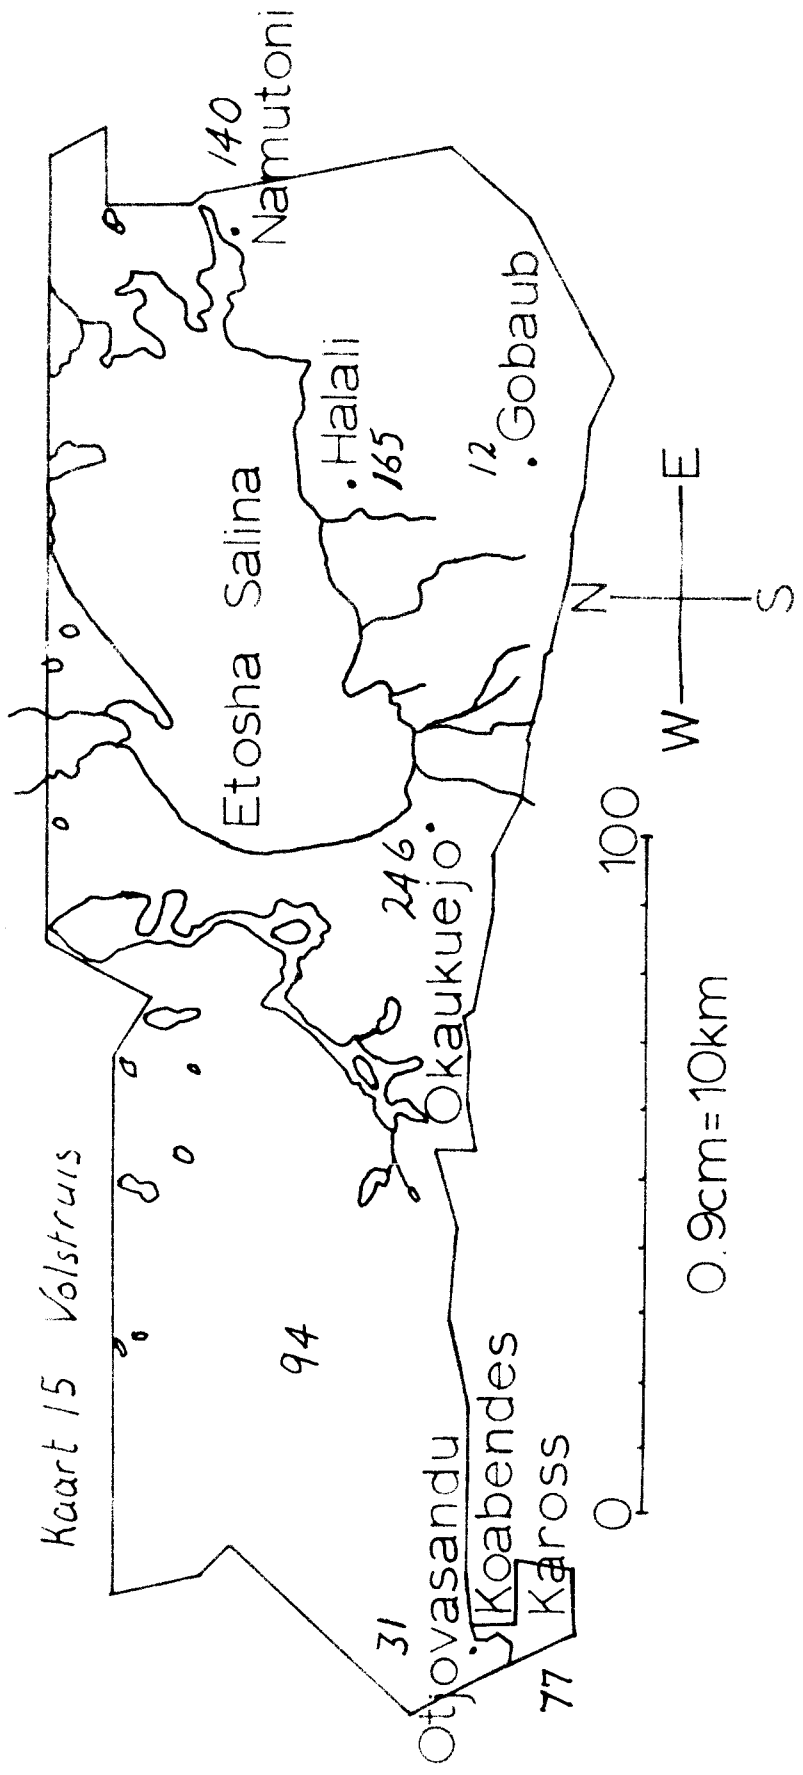 Kaart 15 Volstruis
140
Namutoni
Etosha Salina
Halali
165
12
Gobaub
246
Okaukuejo
94
31
Otjovasandu
Koabendes
Kaross
77
N
W E
S
0 100
0.9cm=10km